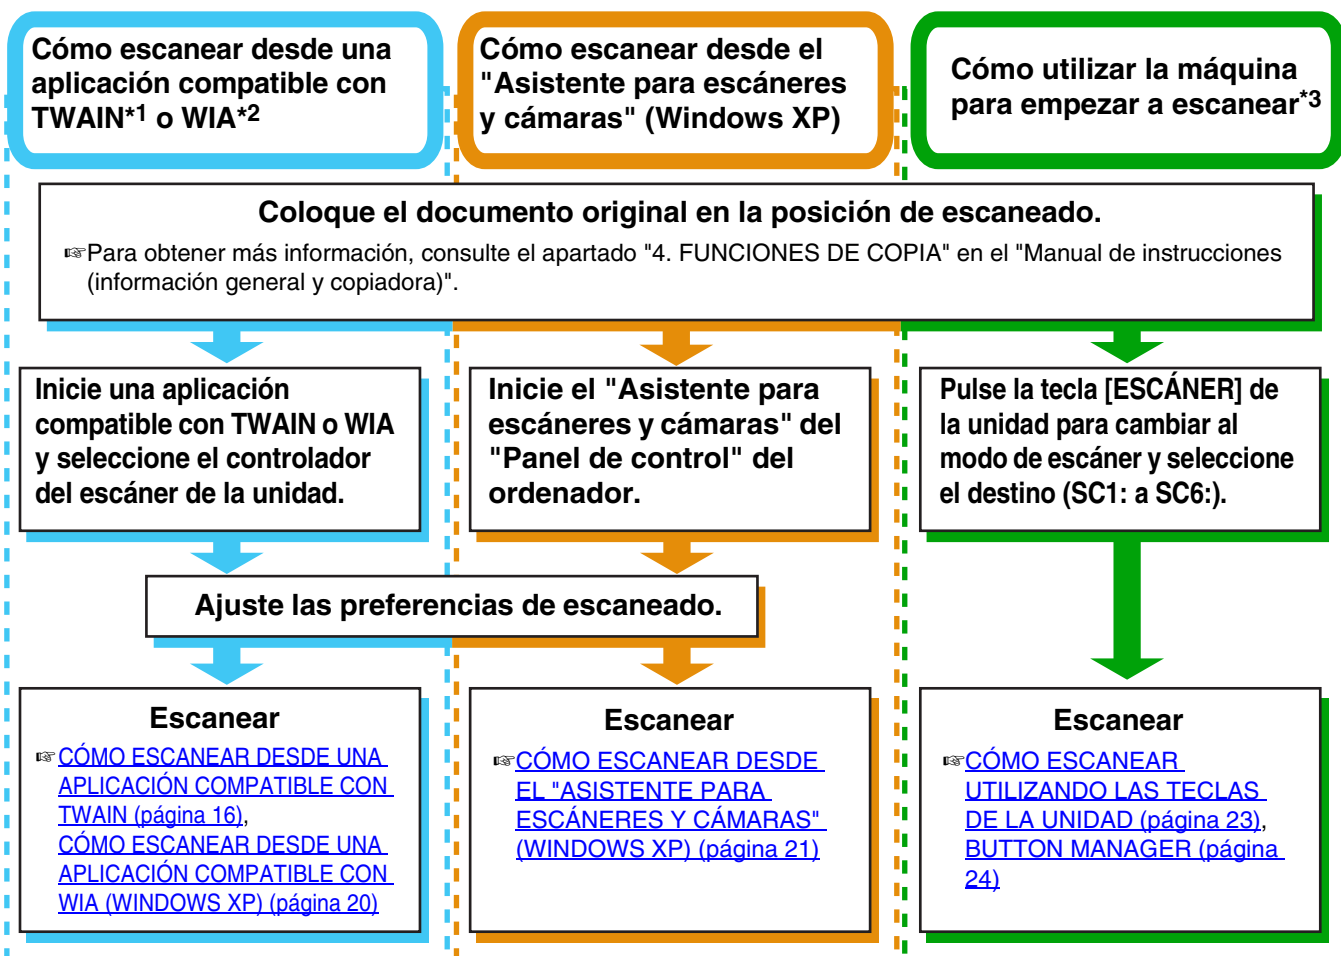 Cómo escanear desde una
aplicación compatible con
TWAIN*1 o WIA*2
Cómo escanear desde el
"Asistente para escáneres
y cámaras" (Windows XP)
Cómo utilizar la máquina
para empezar a escanear*3
Coloque el documento original en la posición de escaneado.
☞Para obtener más información, consulte el apartado "4. FUNCIONES DE COPIA" en el "Manual de instrucciones
(información general y copiadora)".
Inicie una aplicación
compatible con TWAIN o WIA
y seleccione el controlador
del escáner de la unidad.
Inicie el "Asistente para
escáneres y cámaras" del
"Panel de control" del
ordenador.
Pulse la tecla [ESCÁNER] de
la unidad para cambiar al
modo de escáner y seleccione
el destino (SC1: a SC6:).
Ajuste las preferencias de escaneado.
Escanear
☞CÓMO ESCANEAR DESDE UNA
APLICACIÓN COMPATIBLE CON
TWAIN (página 16),
CÓMO ESCANEAR DESDE UNA
APLICACIÓN COMPATIBLE CON
WIA (WINDOWS XP) (página 20)
Escanear
☞CÓMO ESCANEAR DESDE
EL "ASISTENTE PARA
ESCÁNERES Y CÁMARAS"
(WINDOWS XP) (página 21)
Escanear
☞CÓMO ESCANEAR
UTILIZANDO LAS TECLAS
DE LA UNIDAD (página 23),
BUTTON MANAGER (página
24)